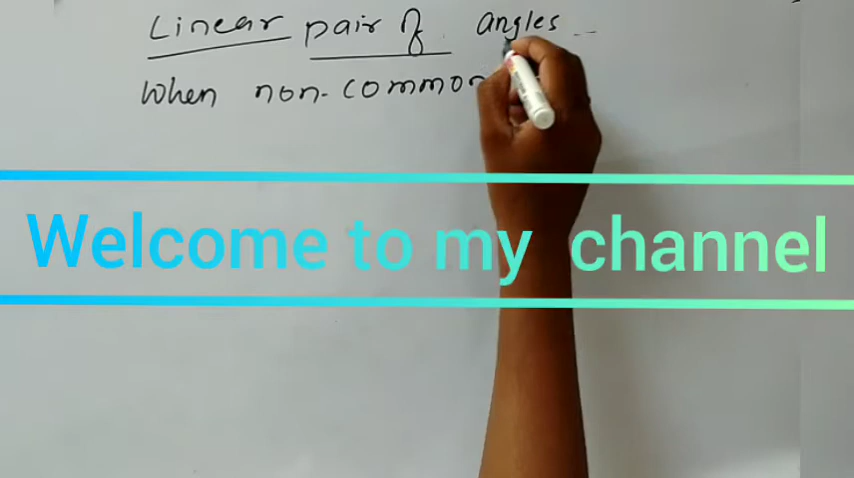 Linear pair of angles
When non-common
Welcome to my channel